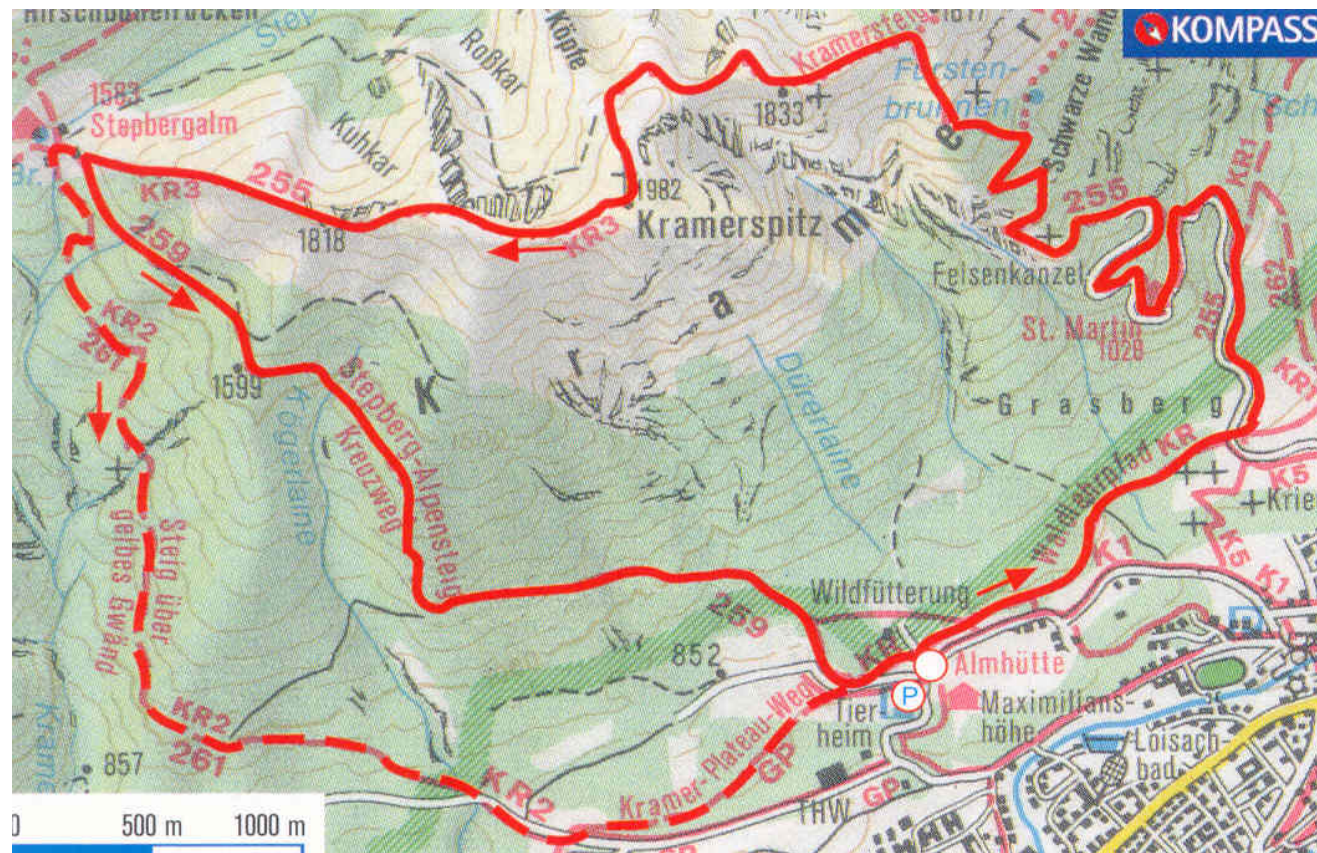 KOMPASS
Roßkar
Köpfe
Kramersteig
Fürsten-
brunnen
Schwarze Wand
1583
Stepbergalm
Kuhkar
1833
KR1
KR3
255
255
1982
Kramerspitz
K r a m e r
259
1818
KR3
Felsenkanzel
St. Martin
1028
255
262
KR2
261
1599
Kögellaine
Stepberg-Alpensteig
Kreuzweg
Dürerlaine
Grasberg
Waldlehrpfad KR
K5
Steig über
gelbes Gwänd
Wildfütterung
K1
K5
K1
259
852
KR
Almhütte
P
Tier
heim
Maximilians-
höhe
Loisach-
bad
KR2
261
857
KR2
Kramer-Plateau-Weg
GP
THW
GP
500 m
1000 m